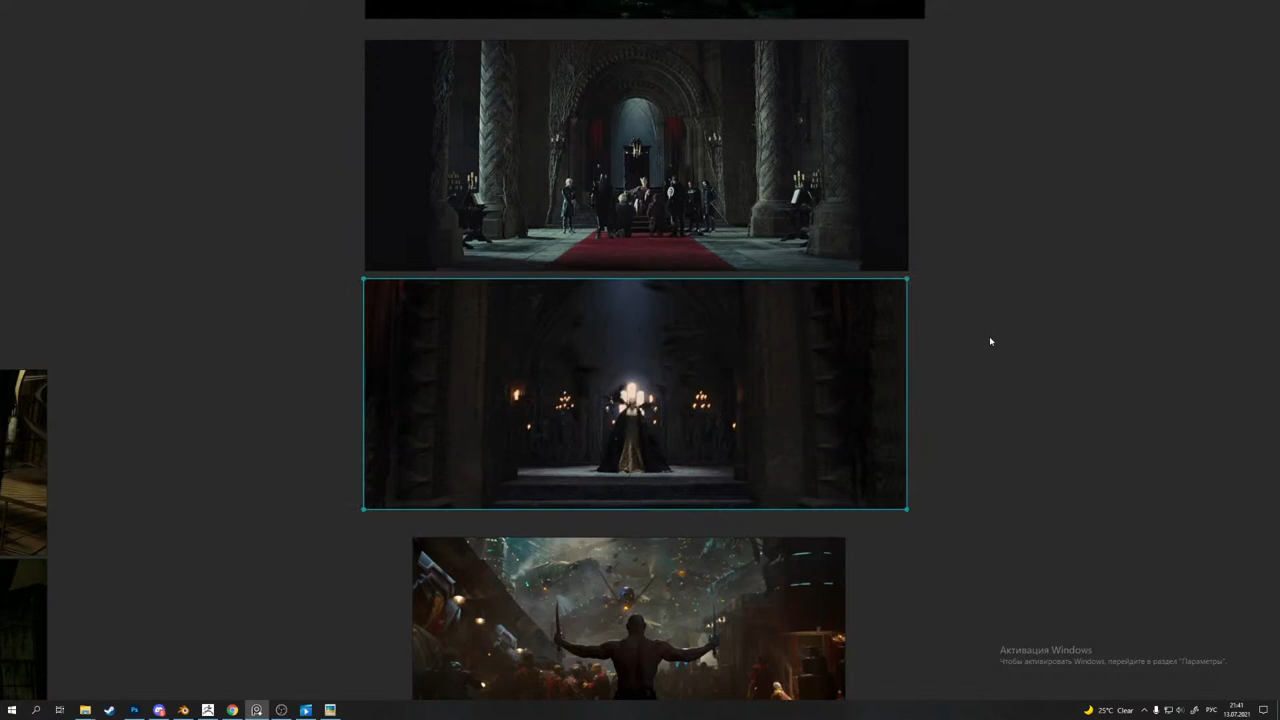 Активация Windows
Чтобы активировать Windows, перейдите в раздел "Параметры".
25°C Clear
РУС
21:41
13.07.2021